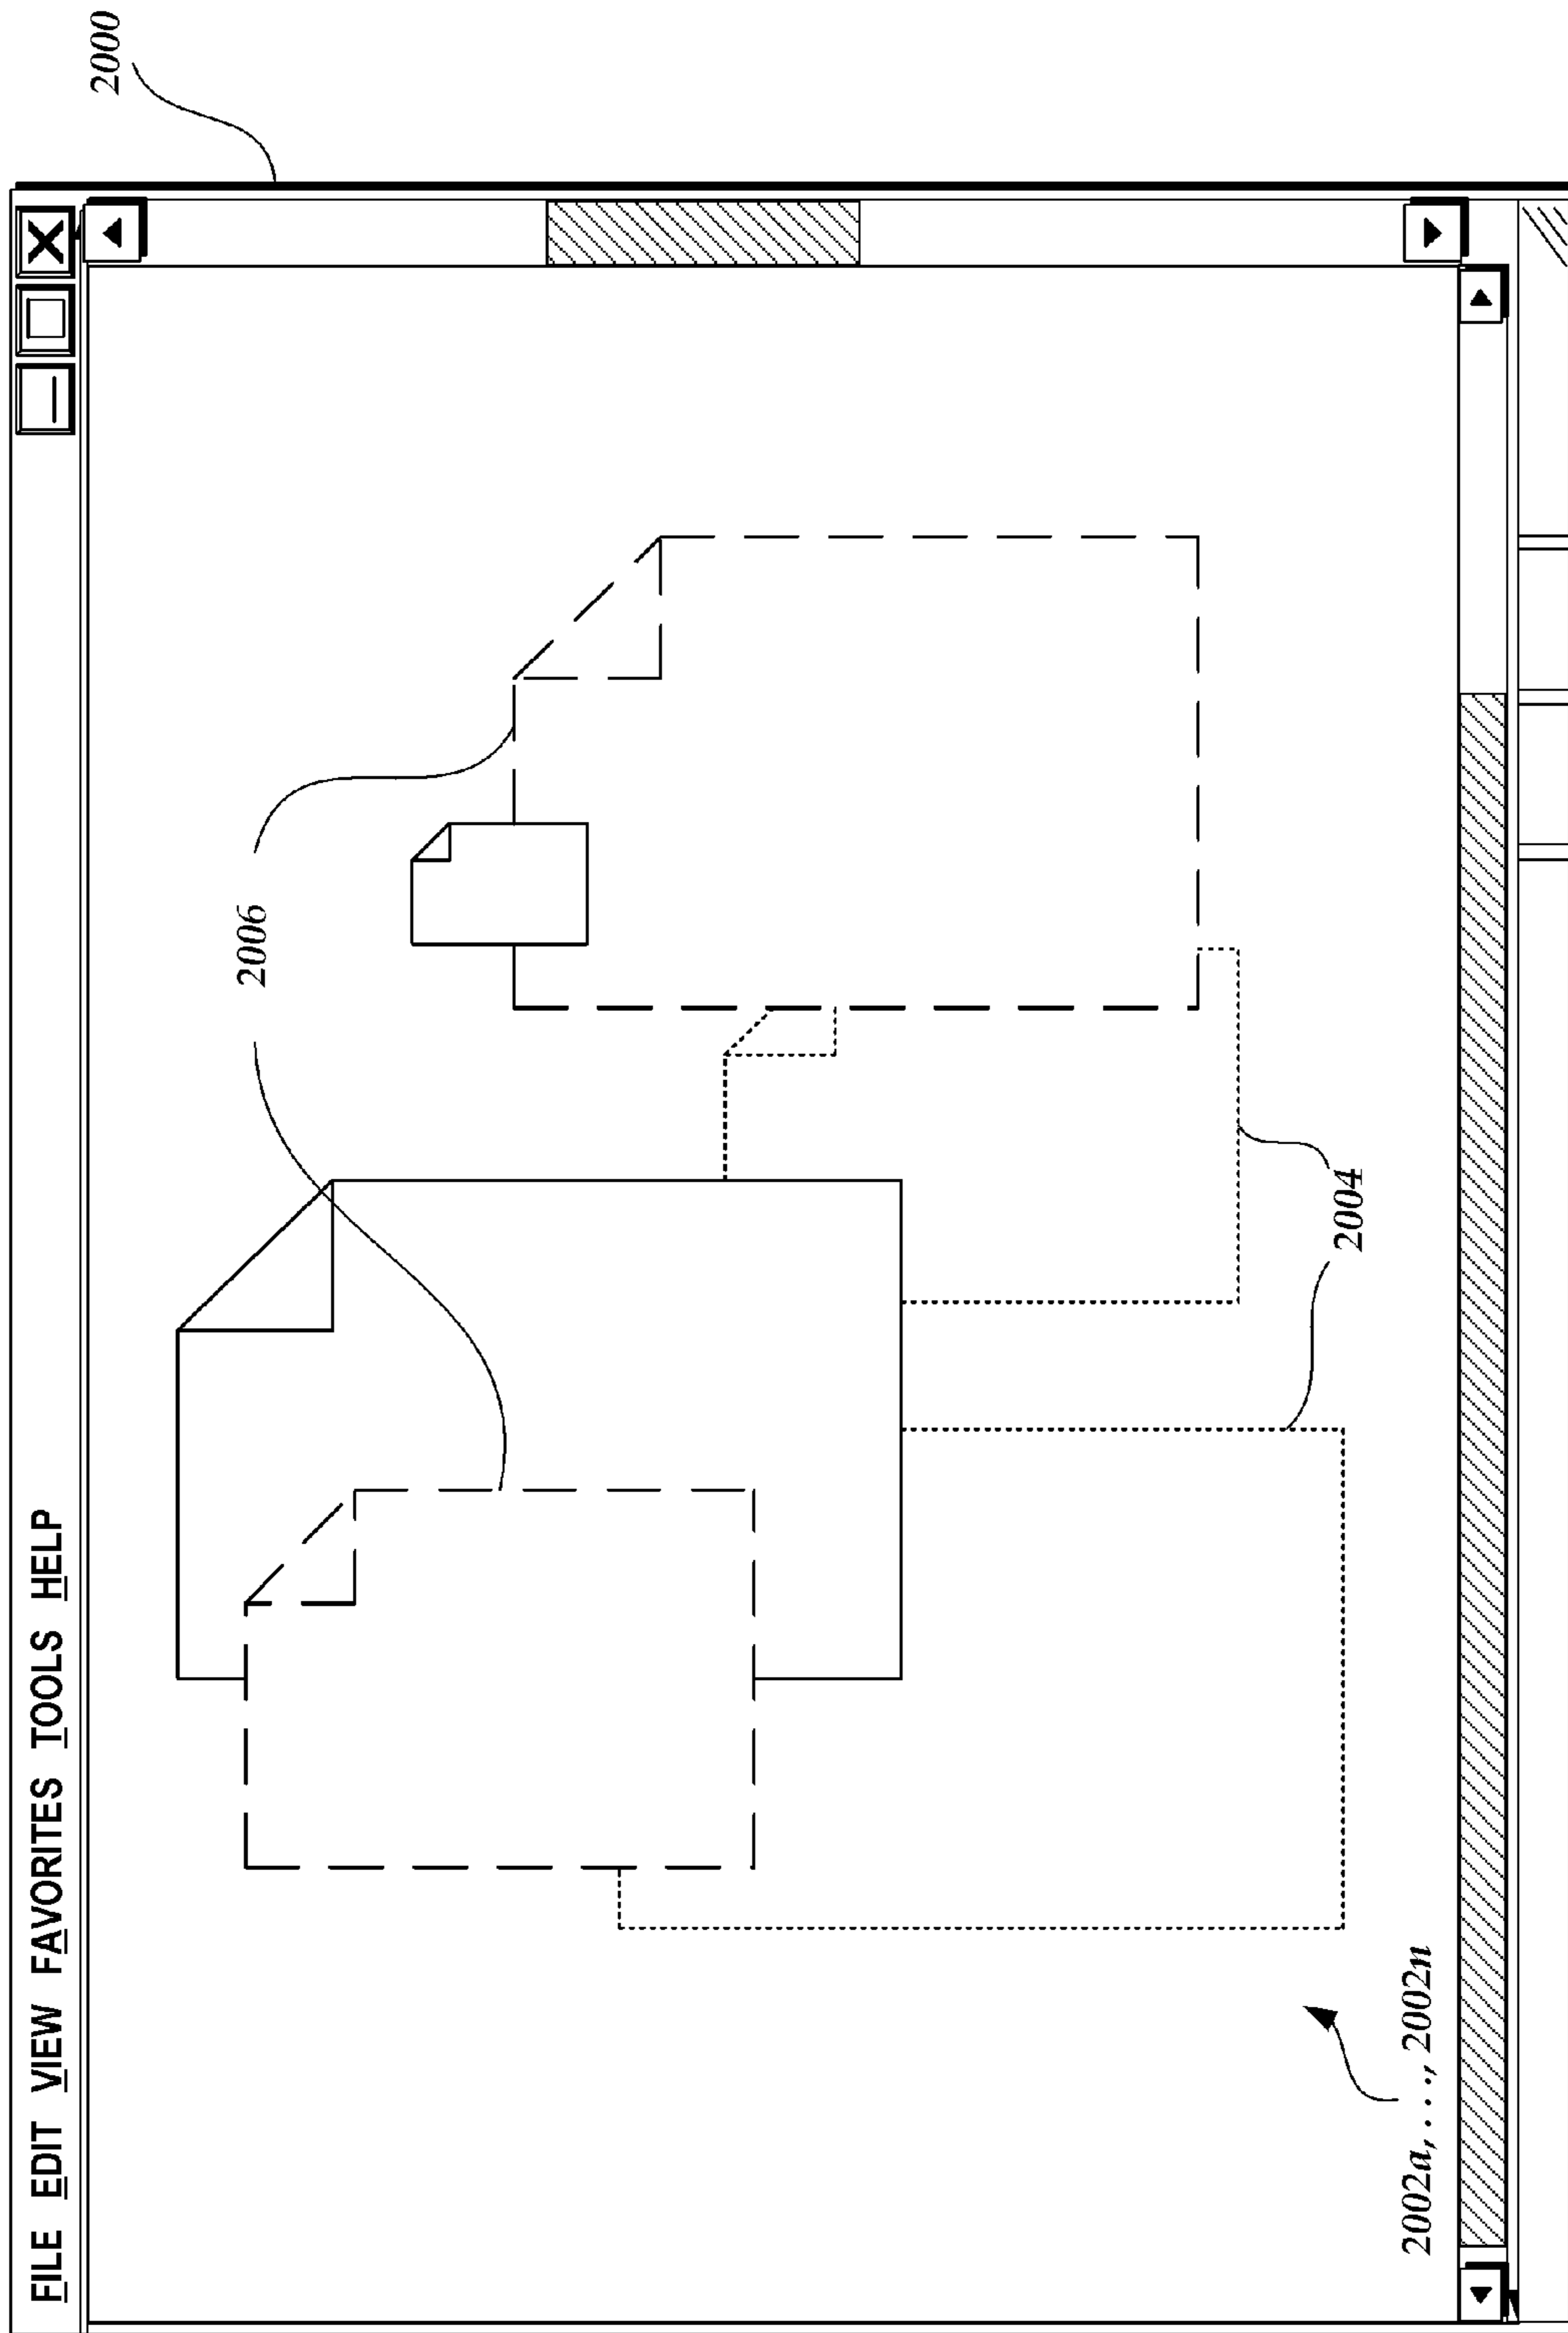 2000
FILE EDIT VIEW FAVORITES TOOLS HELP
2006
2004
2002a, . . ., 2002n